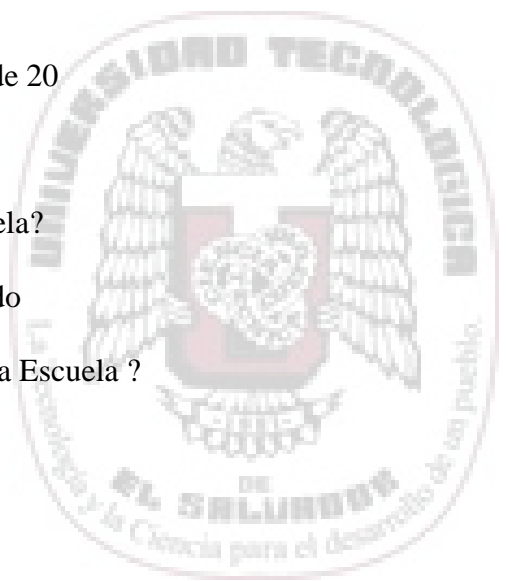 de 20
ela?
do
a Escuela ?
UNIVERSIDAD TECNOLOGICA
DE
EL SALVADOR
La Tecnología y la Ciencia para el desarrollo de un pueblo.